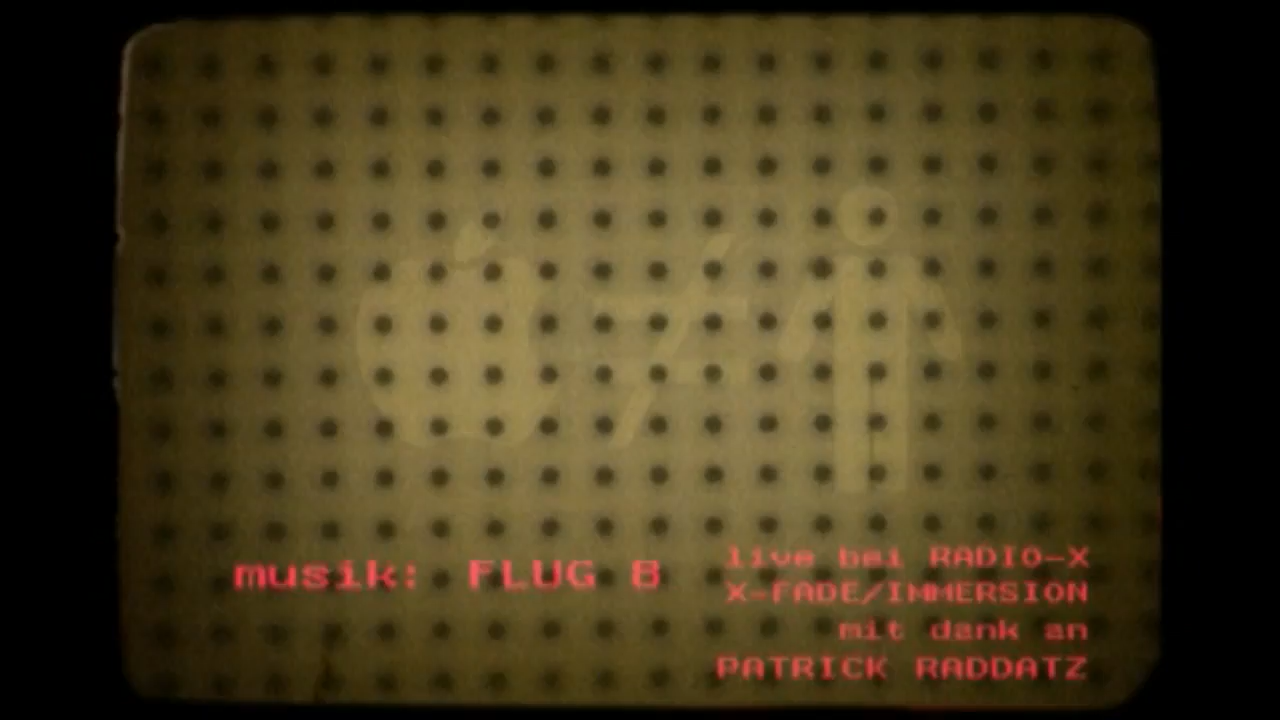 musik: FLUG 8
live bei RADIO-X
X-FADE/IMMERSION
mit dank an
PATRICK RADDATZ